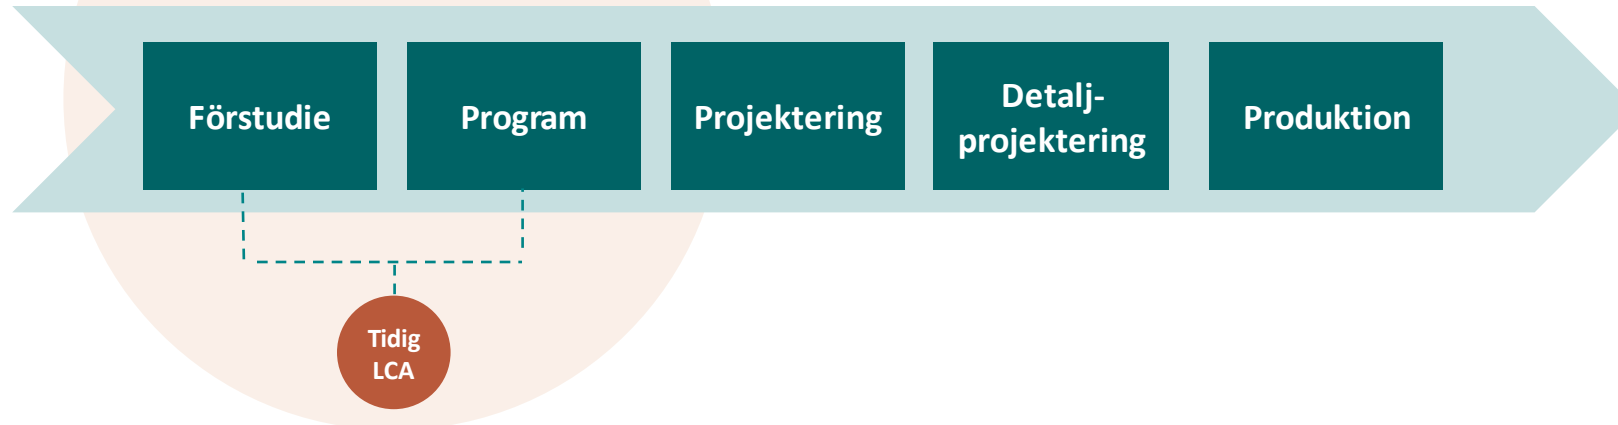 Förstudie
Program
Projektering
Detalj-
projektering
Produktion
Tidig
LCA